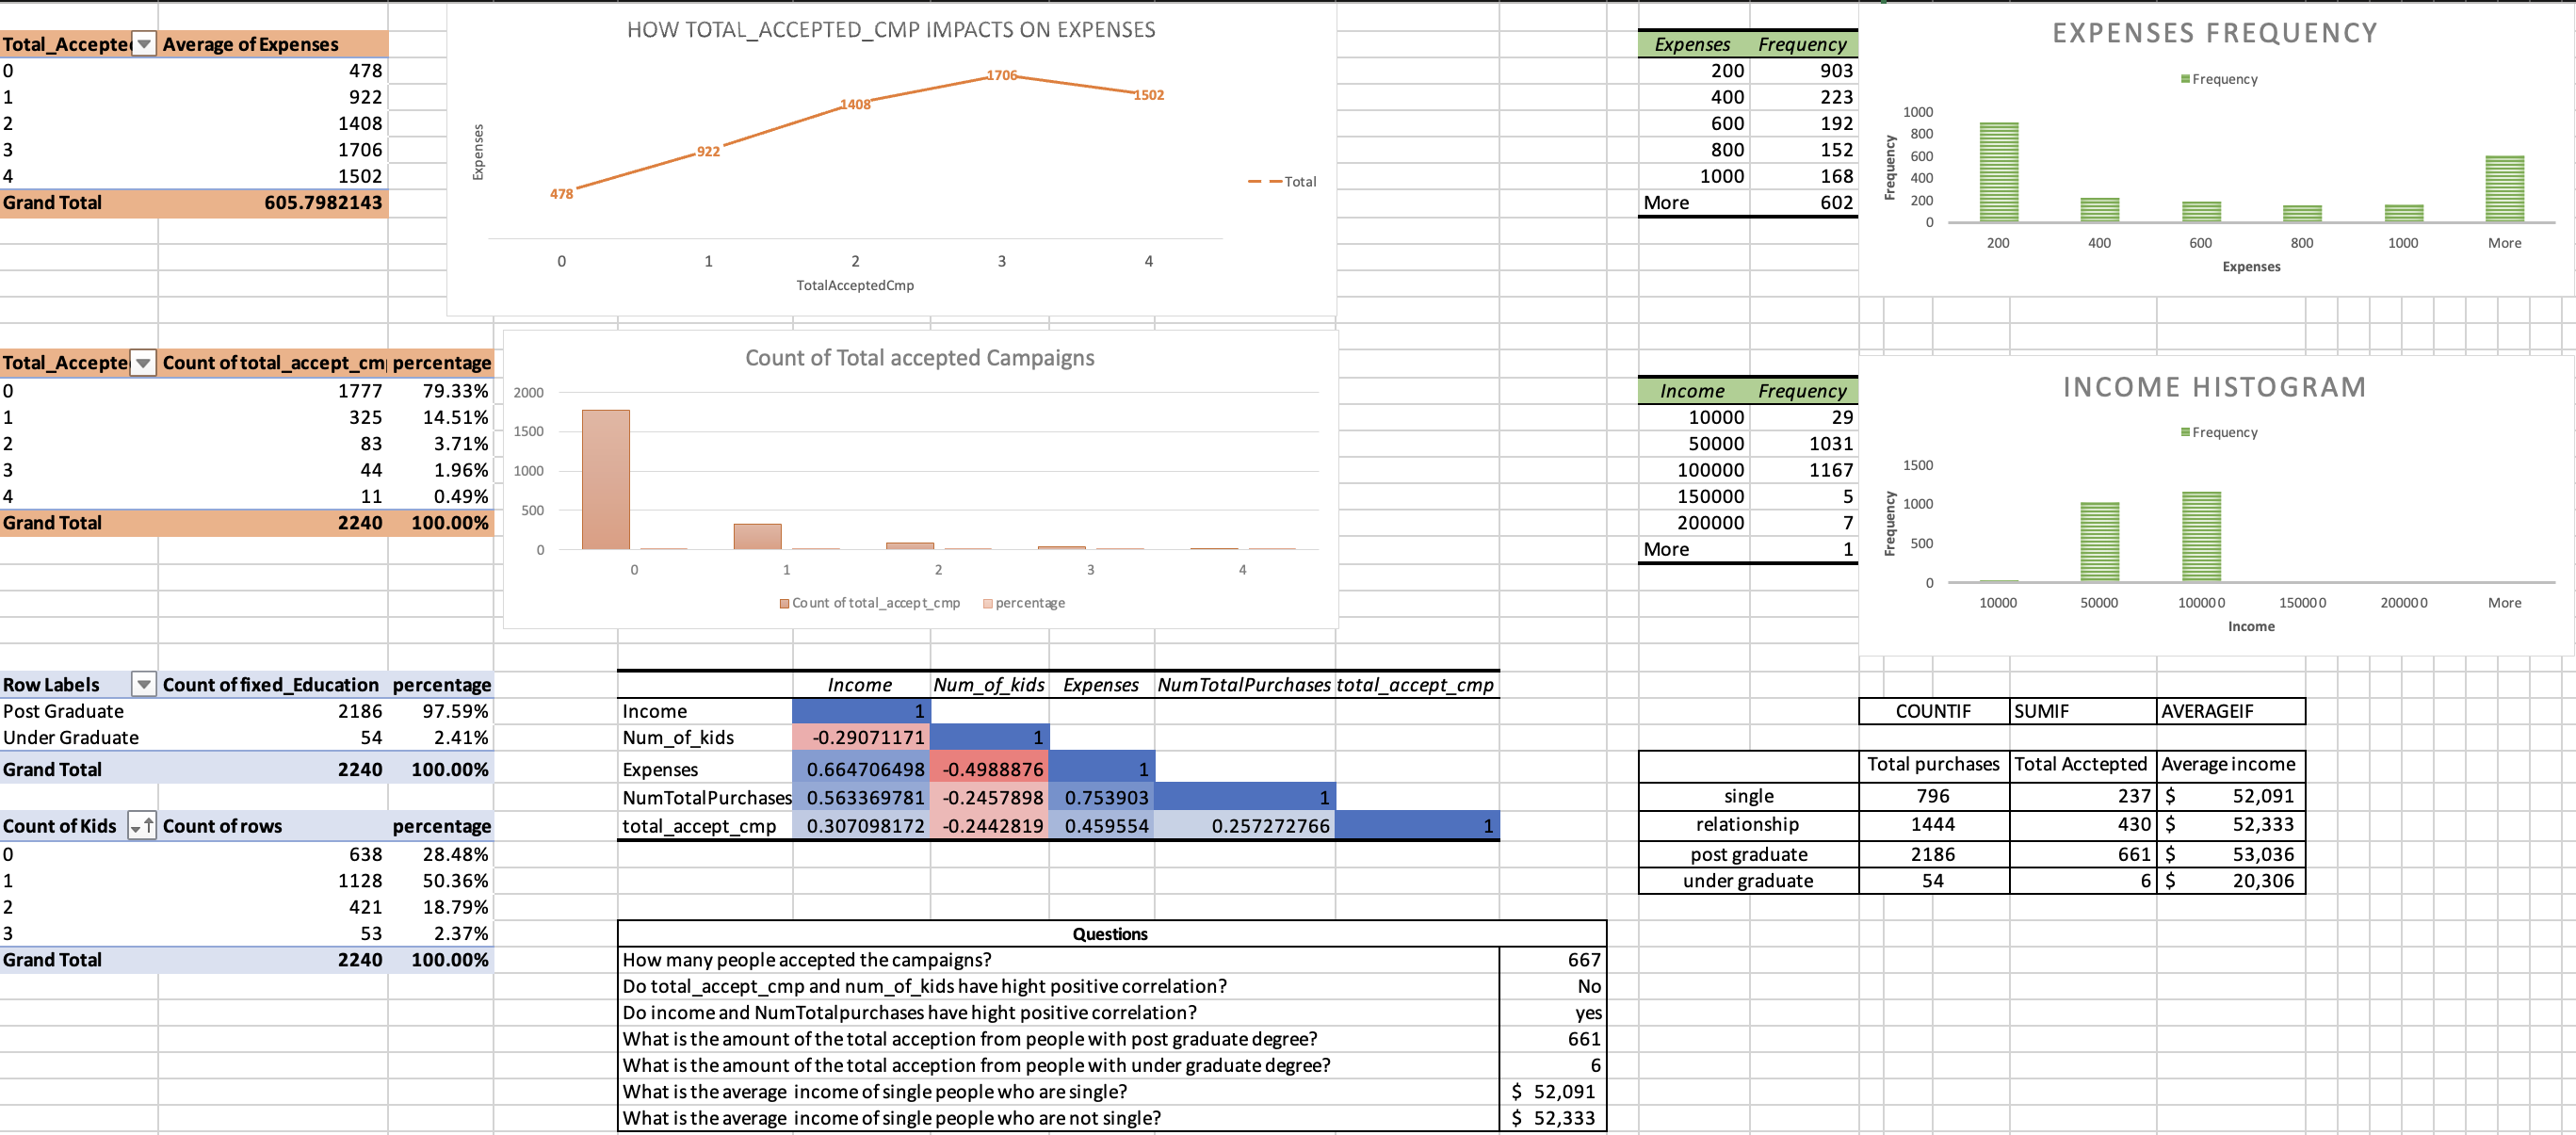 Total_Accepte Average of Expenses
0 478
1 922
2 1408
3 1706
4 1502
Grand Total 605.7982143
HOW TOTAL_ACCEPTED_CMP IMPACTS ON EXPENSES
Expenses
478 922 1408 1706 1502
Total
0 1 2 3 4
TotalAcceptedCmp
Expenses Frequency
200 903
400 223
600 192
800 152
1000 168
More 602
EXPENSES FREQUENCY
Frequency
Frequency
1000
800
600
400
200
0
200 400 600 800 1000 More
Expenses
Total_Accepte Count of total_accept_cm percentage
0 1777 79.33%
1 325 14.51%
2 83 3.71%
3 44 1.96%
4 11 0.49%
Grand Total 2240 100.00%
Count of Total accepted Campaigns
2000
1500
1000
500
0
0 1 2 3 4
Count of total_accept_cmp percentage
Income Frequency
10000 29
50000 1031
100000 1167
150000 5
200000 7
More 1
INCOME HISTOGRAM
Frequency
Frequency
1500
1000
500
0
10000 50000 100000 150000 200000 More
Income
Row Labels Count of fixed_Education percentage
Post Graduate 2186 97.59%
Under Graduate 54 2.41%
Grand Total 2240 100.00%
Count of Kids Count of rows percentage
0 638 28.48%
1 1128 50.36%
2 421 18.79%
3 53 2.37%
Grand Total 2240 100.00%
Income Num_of_kids Expenses NumTotalPurchases total_accept_cmp
Income 1
Num_of_kids -0.29071171 1
Expenses 0.664706498 -0.4988876 1
NumTotalPurchases 0.563369781 -0.2457898 0.753903 1
total_accept_cmp 0.307098172 -0.2442819 0.459554 0.257272766 1
COUNTIF SUMIF AVERAGEIF
Total purchases Total Acctepted Average income
single 796 237 $ 52,091
relationship 1444 430 $ 52,333
post graduate 2186 661 $ 53,036
under graduate 54 6 $ 20,306
Questions
How many people accepted the campaigns? 667
Do total_accept_cmp and num_of_kids have hight positive correlation? No
Do income and NumTotalpurchases have hight positive correlation? yes
What is the amount of the total acception from people with post graduate degree? 661
What is the amount of the total acception from people with under graduate degree? 6
What is the average income of single people who are single? $ 52,091
What is the average income of single people who are not single? $ 52,333